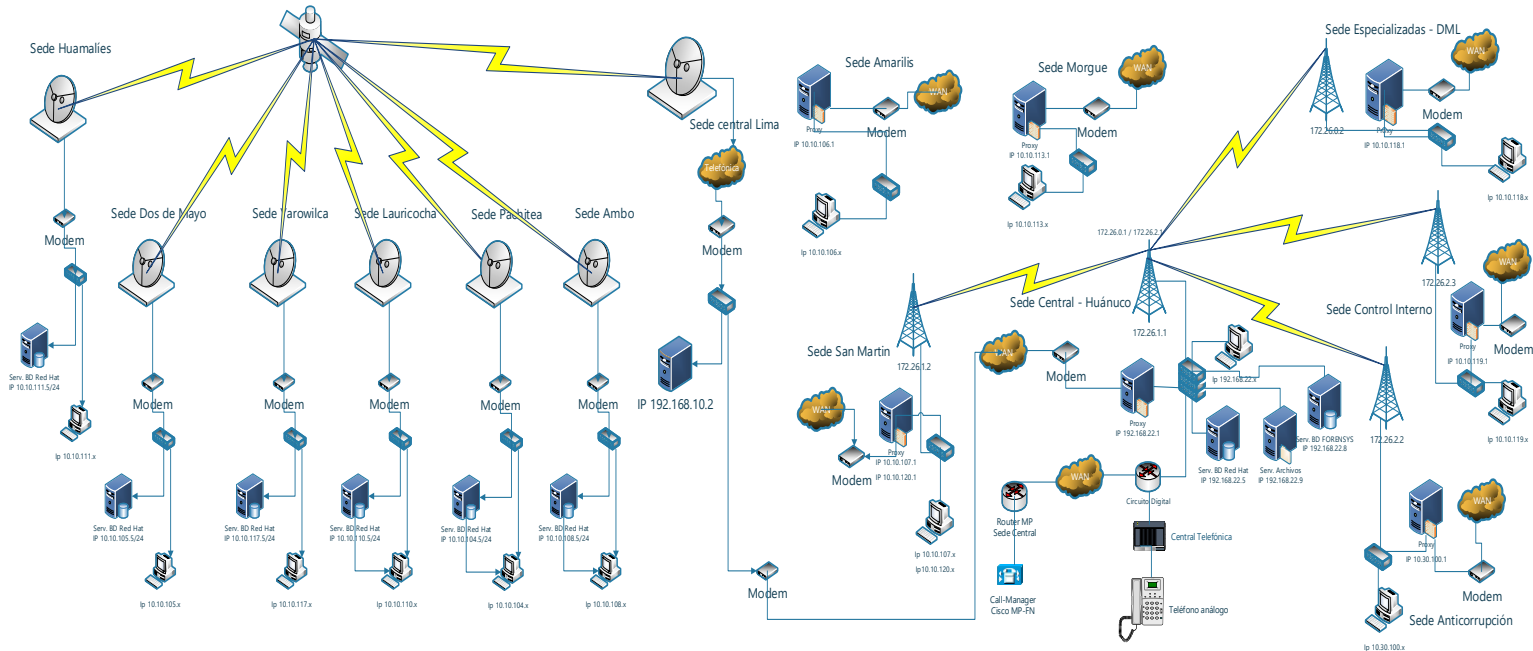 Sede Huamalíes
Modem
Serv. BD Red Hat
IP 10.10.111.5/24
Ip 10.10.111.x
Sede Dos de Mayo
Modem
Serv. BD Red Hat
IP 10.10.105.5/24
Ip 10.10.105.x
Sede Yarowilca
Modem
Serv. BD Red Hat
IP 10.10.117.5/24
Ip 10.10.117.x
Sede Lauricocha
Modem
Serv. BD Red Hat
IP 10.10.110.5/24
Ip 10.10.110.x
Sede Pachitea
Modem
Serv. BD Red Hat
IP 10.10.104.5/24
Ip 10.10.104.x
Sede Ambo
Modem
Serv. BD Red Hat
IP 10.10.108.5/24
Ip 10.10.108.x
Sede central Lima
Telefónica
Modem
IP 192.168.10.2
Modem
Sede Amarilis
WAN
Modem
Proxy
IP 10.10.106.1
Ip 10.10.106.x
Sede Morgue
WAN
Modem
Proxy
IP 10.10.113.1
Ip 10.10.113.x
Sede Especializadas - DML
WAN
Modem
172.26.0.2
Proxy
IP 10.10.118.1
Ip 10.10.118.x
172.26.0.1 / 172.26.2.1
Sede Central - Huánuco
172.26.1.1
WAN
Modem
Proxy
IP 192.168.22.1
Ip 192.168.22.x
Serv. BD FORENSYS
IP 192.168.22.8
Serv. BD Red Hat
IP 192.168.22.5
Serv. Archivos
IP 192.168.22.9
Sede San Martin
172.26.1.2
WAN
Modem
Proxy
IP 10.10.107.1
IP 10.10.120.1
Ip 10.10.107.x
Ip10.10.120.x
WAN
Circuito Digital
Router MP
Sede Central
Central Telefónica
Call-Manager
Cisco MP-FN
Teléfono análogo
172.26.2.3
Sede Control Interno
WAN
Modem
Proxy
IP 10.10.119.1
Ip 10.10.119.x
172.26.2.2
WAN
Proxy
IP 10.30.100.1
Modem
Sede Anticorrupción
Ip 10.30.100.x